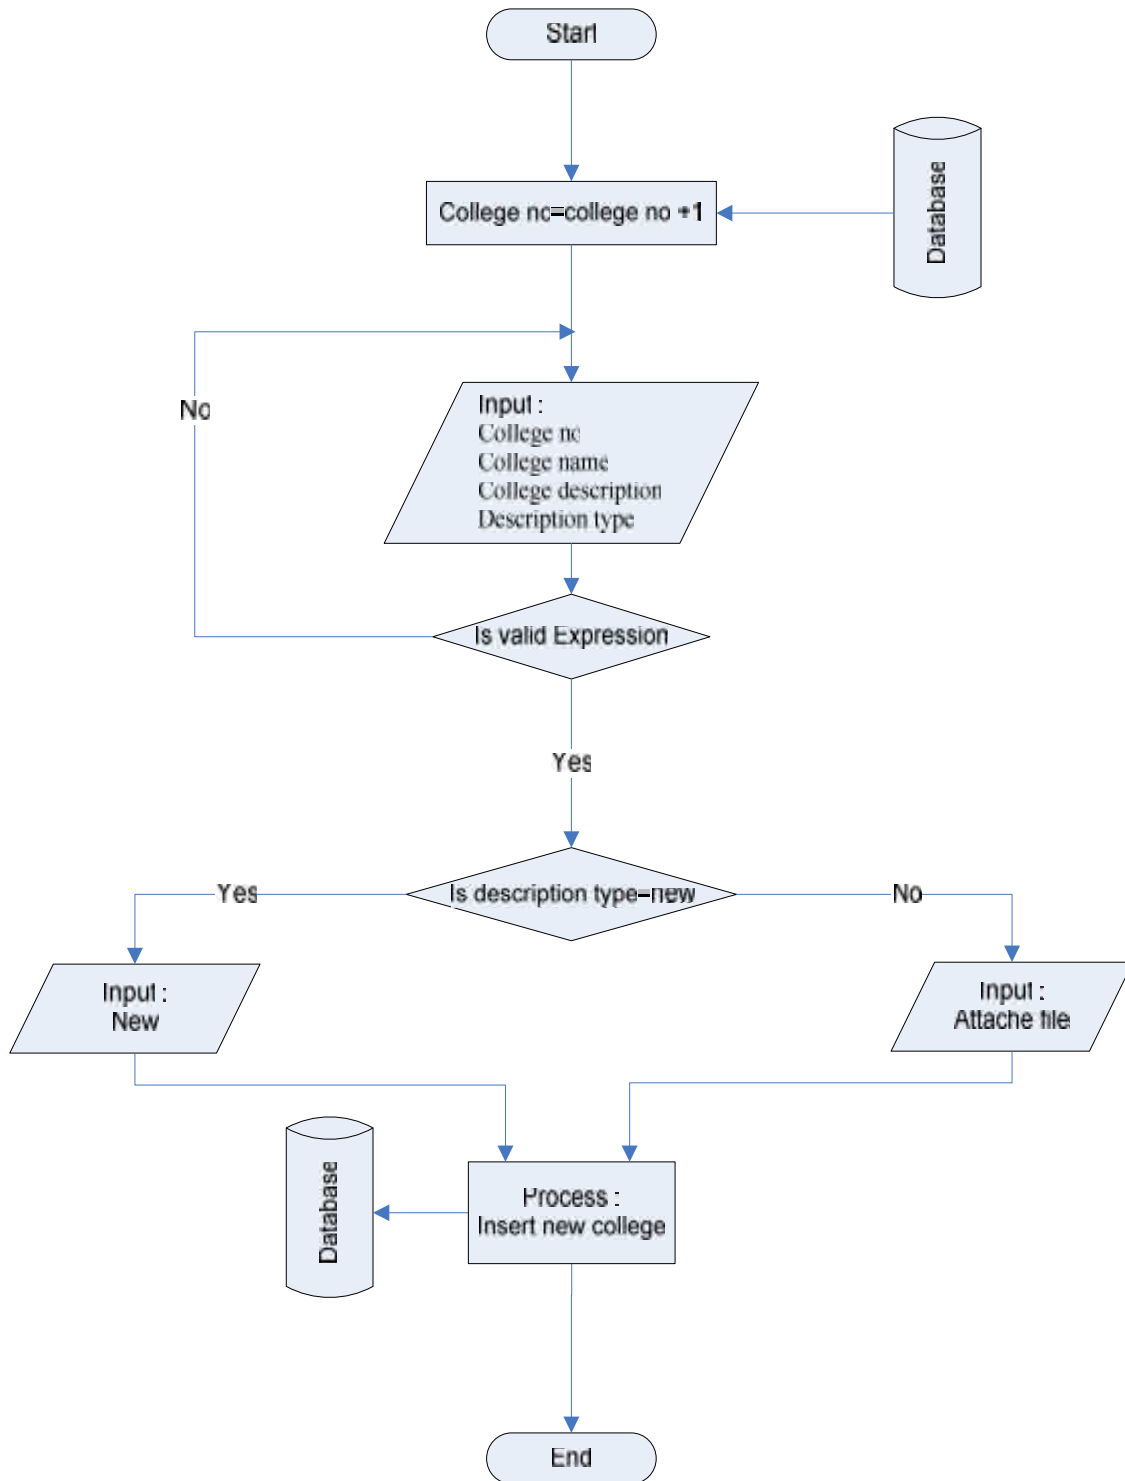 Start
College no=college no +1
Database
No
Input :
College no
College name
College description
Description type
Is valid Expression
Yes
Yes
Is description type=new
No
Input :
New
Input :
Attache file
Database
Process :
Insert new college
End